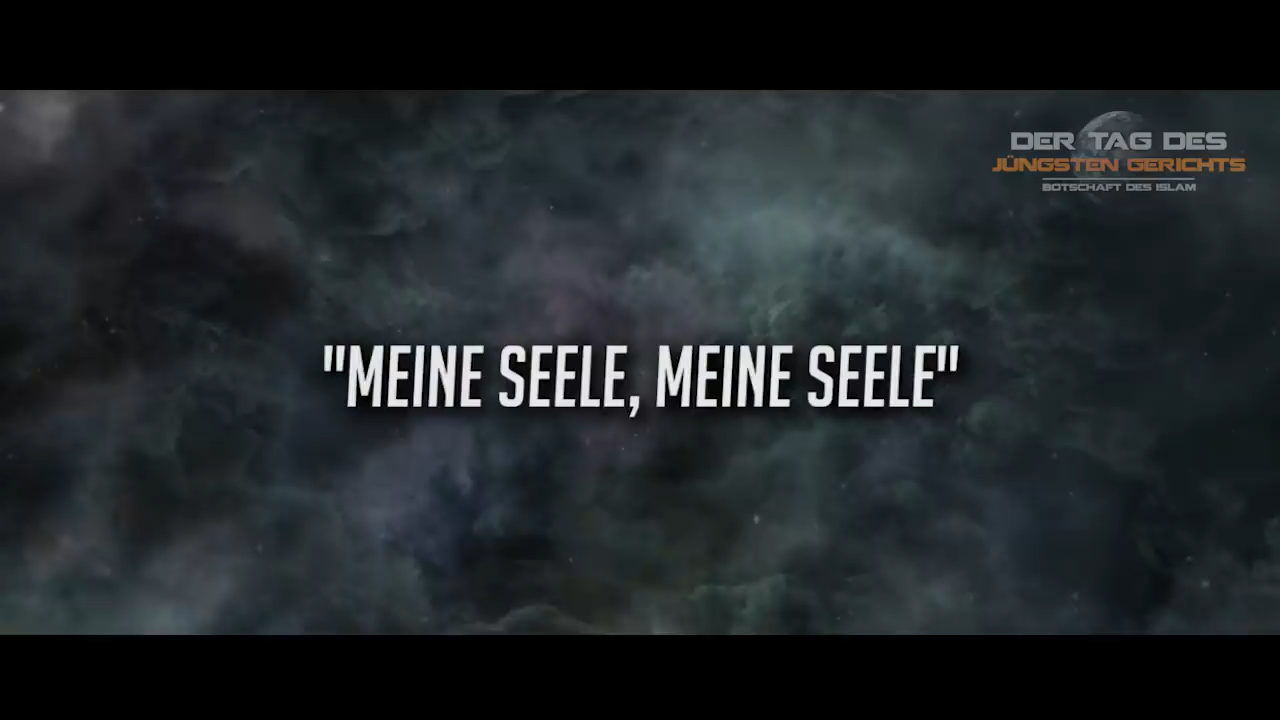 DER TAG DES
JÜNGSTEN GERICHTS
BOTSCHAFT DES ISLAM
"MEINE SEELE, MEINE SEELE"